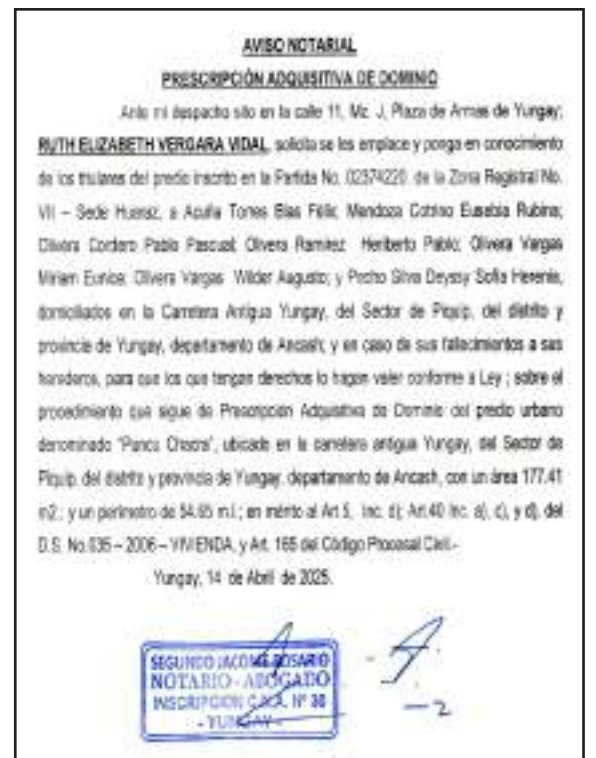 AVISO NOTARIAL
PRESCRIPCIÓN ADQUISITIVA DE DOMINIO
Ante mi despacho sito en la calle 11, Mz. J, Plaza de Armas de Yungay;
RUTH ELIZABETH VERGARA VIDAL, solicita se les emplace y ponga en conocimiento
de los titulares del predio inscrito en la Partida No. 02374220. de la Zona Registral No.
VII – Sede Huaraz, a Acuña Torres Blas Félix; Mendoza Cotrino Eusebia Rubina;
Olivera Cordero Pablo Pascual; Olivera Ramírez Heriberto Pablo; Olivera Vargas
Miriam Eunice; Olivera Vargas Wilder Augusto; y Pocho Silva Deysy Sofia Herenia,
domiciliados en la Carretera Antigua Yungay, del Sector de Piquip, del distrito y
provincia de Yungay, departamento de Ancash; y en caso de sus fallecimientos a sus
herederos, para que los que tengan derechos lo hagan valer conforme a Ley ; sobre el
procedimiento que sigue de Prescripción Adquisitiva de Dominio del predio urbano
denominado "Pancu Chacra", ubicado en la carretera antigua Yungay, del Sector de
Piquip, del distrito y provincia de Yungay, departamento de Ancash, con un área 177.41
m2.; y un perímetro de 54.65 m.l.; en mérito al Art 5, Inc. d); Art.40 Inc. a), c), y d), del
D.S. No.035 – 2006 – VIVIENDA, y Art. 165 del Código Procesal Civil.-
Yungay, 14 de Abril de 2025.
SEGUNDO JACOME ROSARIO
NOTARIO - ABOGADO
INSCRIPCION C.N.A. Nº 30
- YUNGAY -